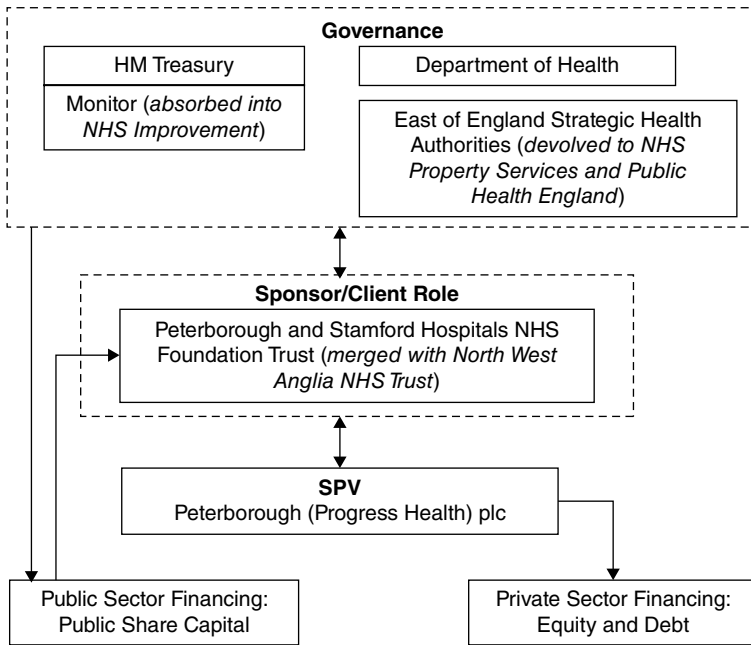 Governance
HM Treasury
Monitor (absorbed into
NHS Improvement)
Department of Health
East of England Strategic Health
Authorities (devolved to NHS
Property Services and Public
Health England)
Sponsor/Client Role
Peterborough and Stamford Hospitals NHS
Foundation Trust (merged with North West
Anglia NHS Trust)
SPV
Peterborough (Progress Health) plc
Public Sector Financing:
Public Share Capital
Private Sector Financing:
Equity and Debt